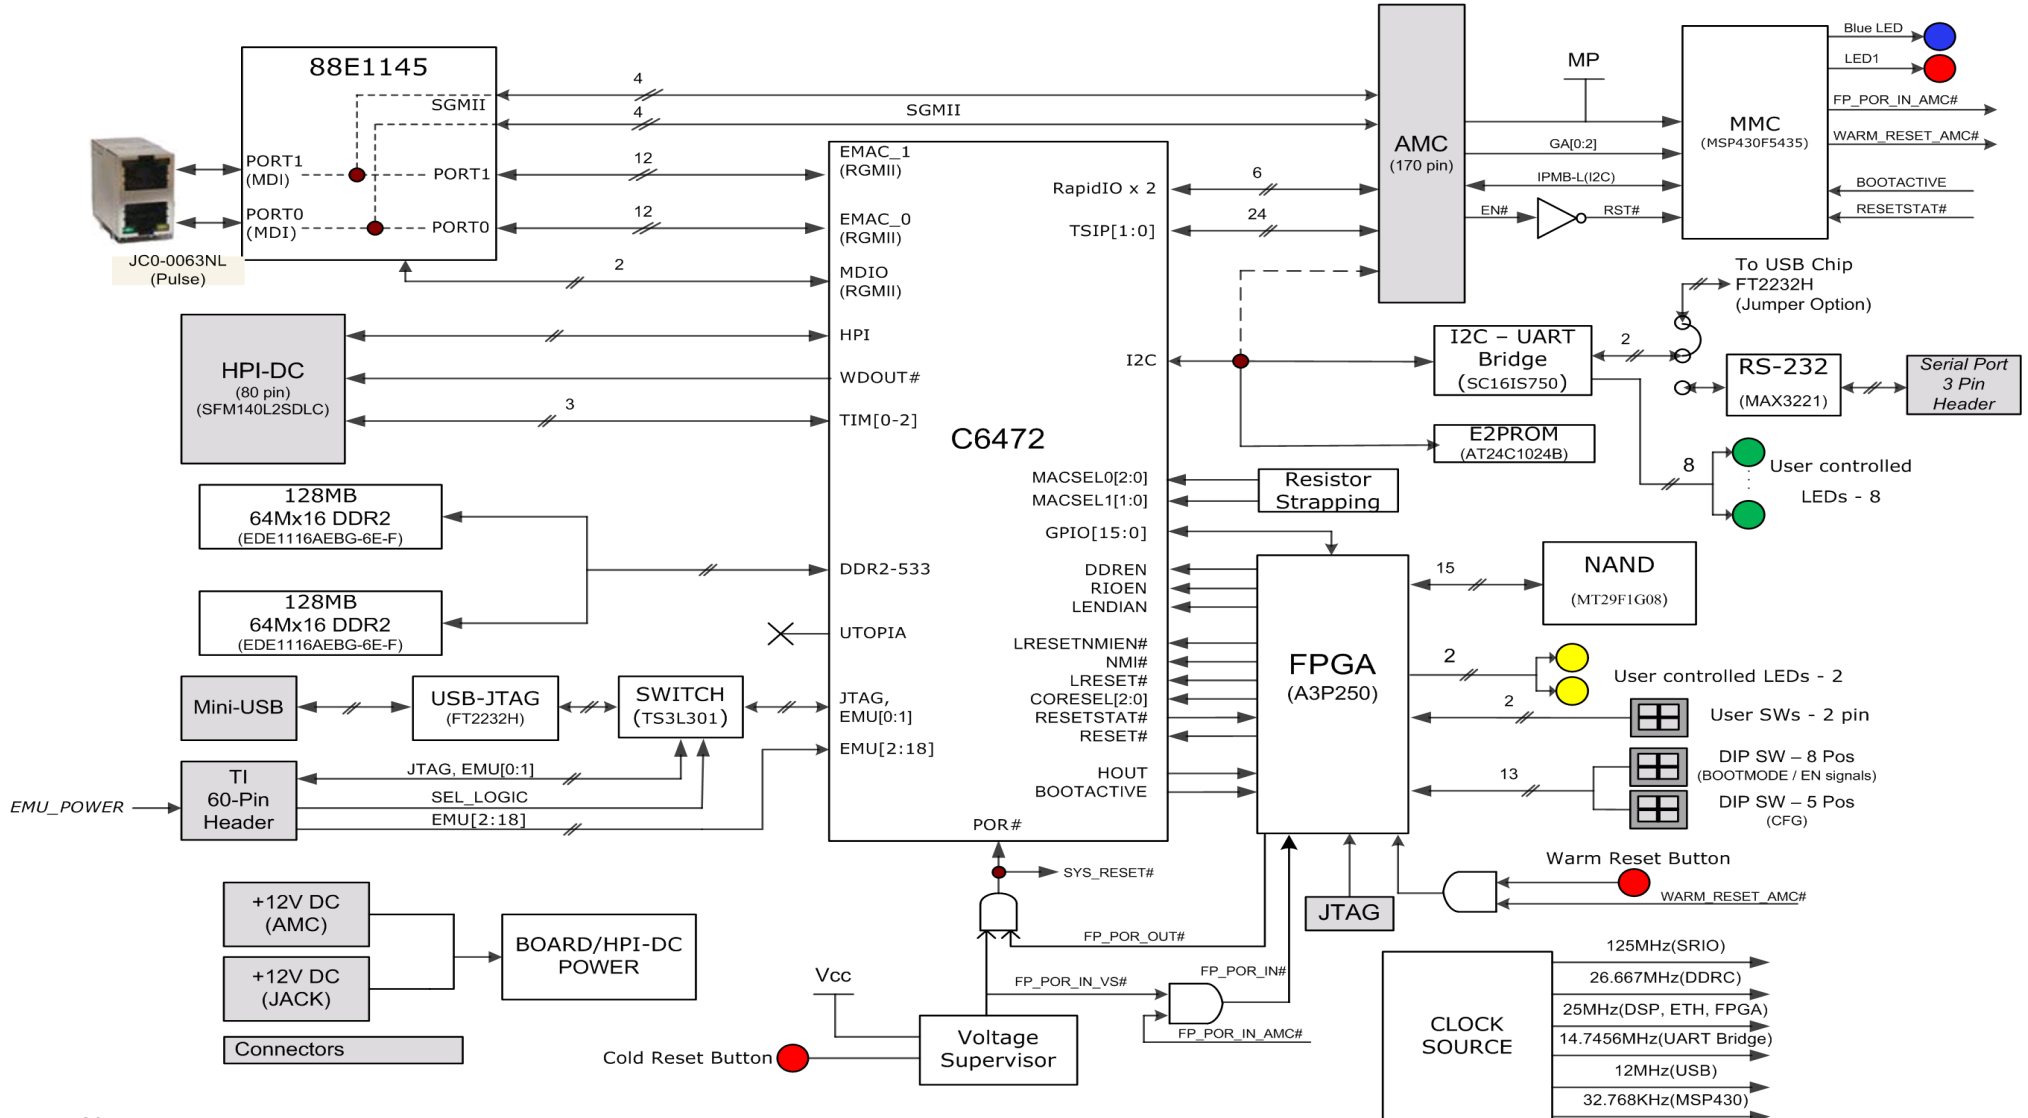 88E1145
SGMII
PORT1
(MDI)
PORT1
PORT0
(MDI)
PORT0
JC0-0063NL
(Pulse)
4
4
SGMII
12
12
2
HPI-DC
(80 pin)
(SFM140L2SDLC)
3
128MB
64Mx16 DDR2
(EDE1116AEBG-6E-F)
128MB
64Mx16 DDR2
(EDE1116AEBG-6E-F)
Mini-USB
USB-JTAG
(FT2232H)
SWITCH
(TS3L301)
TI
60-Pin
Header
EMU_POWER
JTAG, EMU[0:1]
SEL_LOGIC
EMU[2:18]
+12V DC
(AMC)
+12V DC
(JACK)
BOARD/HPI-DC
POWER
Connectors
EMAC_1
(RGMII)
EMAC_0
(RGMII)
MDIO
(RGMII)
HPI
WDOUT#
TIM[0-2]
C6472
DDR2-533
UTOPIA
JTAG,
EMU[0:1]
EMU[2:18]
RapidIO x 2
TSIP[1:0]
I2C
MACSEL0[2:0]
MACSEL1[1:0]
GPIO[15:0]
DDREN
RIOEN
LENDIAN
LRESETNMIEN#
NMI#
LRESET#
CORESEL[2:0]
RESETSTAT#
RESET#
HOUT
BOOTACTIVE
POR#
6
24
AMC
(170 pin)
MP
GA[0:2]
IPMB-L(I2C)
EN#
RST#
MMC
(MSP430F5435)
Blue LED
LED1
FP_POR_IN_AMC#
WARM_RESET_AMC#
BOOTACTIVE
RESETSTAT#
To USB Chip
FT2232H
(Jumper Option)
I2C – UART
Bridge
(SC16IS750)
2
RS-232
(MAX3221)
Serial Port
3 Pin
Header
E2PROM
(AT24C1024B)
8
User controlled
LEDs - 8
Resistor
Strapping
FPGA
(A3P250)
15
NAND
(MT29F1G08)
2
User controlled LEDs - 2
2
User SWs - 2 pin
13
DIP SW – 8 Pos
(BOOTMODE / EN signals)
DIP SW – 5 Pos
(CFG)
Warm Reset Button
WARM_RESET_AMC#
JTAG
SYS_RESET#
FP_POR_OUT#
FP_POR_IN#
FP_POR_IN_VS#
FP_POR_IN_AMC#
Vcc
Voltage
Supervisor
Cold Reset Button
CLOCK
SOURCE
125MHz(SRIO)
26.667MHz(DDRC)
25MHz(DSP, ETH, FPGA)
14.7456MHz(UART Bridge)
12MHz(USB)
32.768KHz(MSP430)